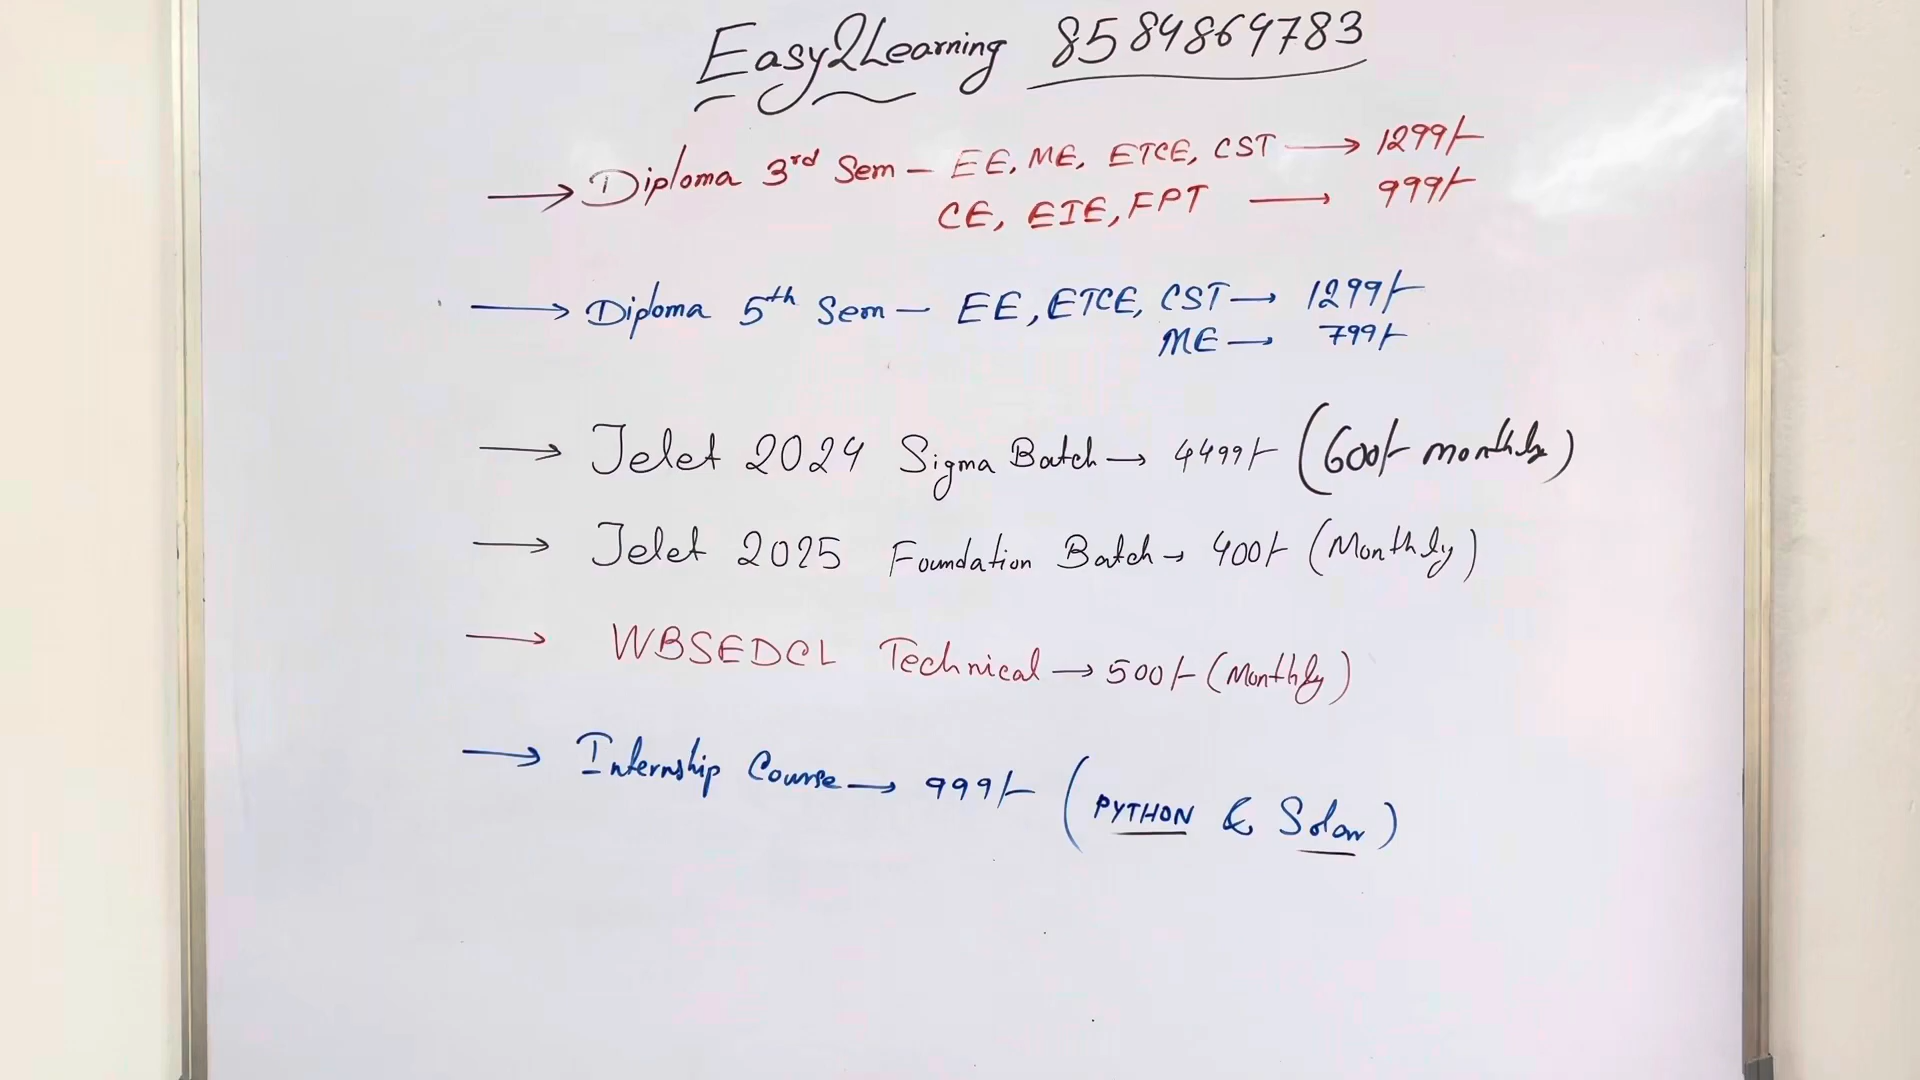 Easy2Learning 8584864783
→ Diploma 3rd Sem – EE, ME, ETCE, CST → 1299/-
CE, EIE, FPT → 999/-
→ Diploma 5th Sem – EE, ETCE, CST → 1299/-
ME → 799/-
→ Jelet 2024 Sigma Batch → 4499/- (600/- monthly)
→ Jelet 2025 Foundation Batch → 400/- (Monthly)
→ WBSEDCL Technical → 500/- (Monthly)
→ Internship Course → 999/- (PYTHON & Solar)